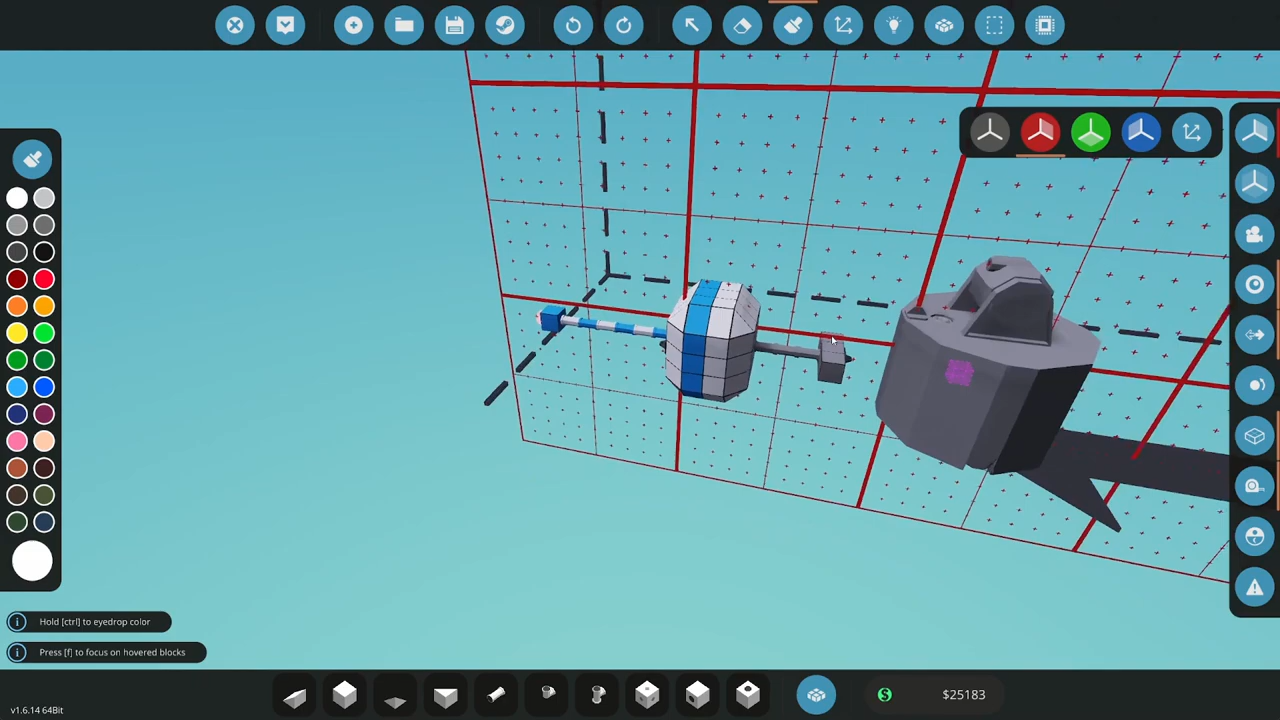 Hold [ctrl] to eyedrop color
Press [f] to focus on hovered blocks
v1.6.14 64Bit
$ $25183